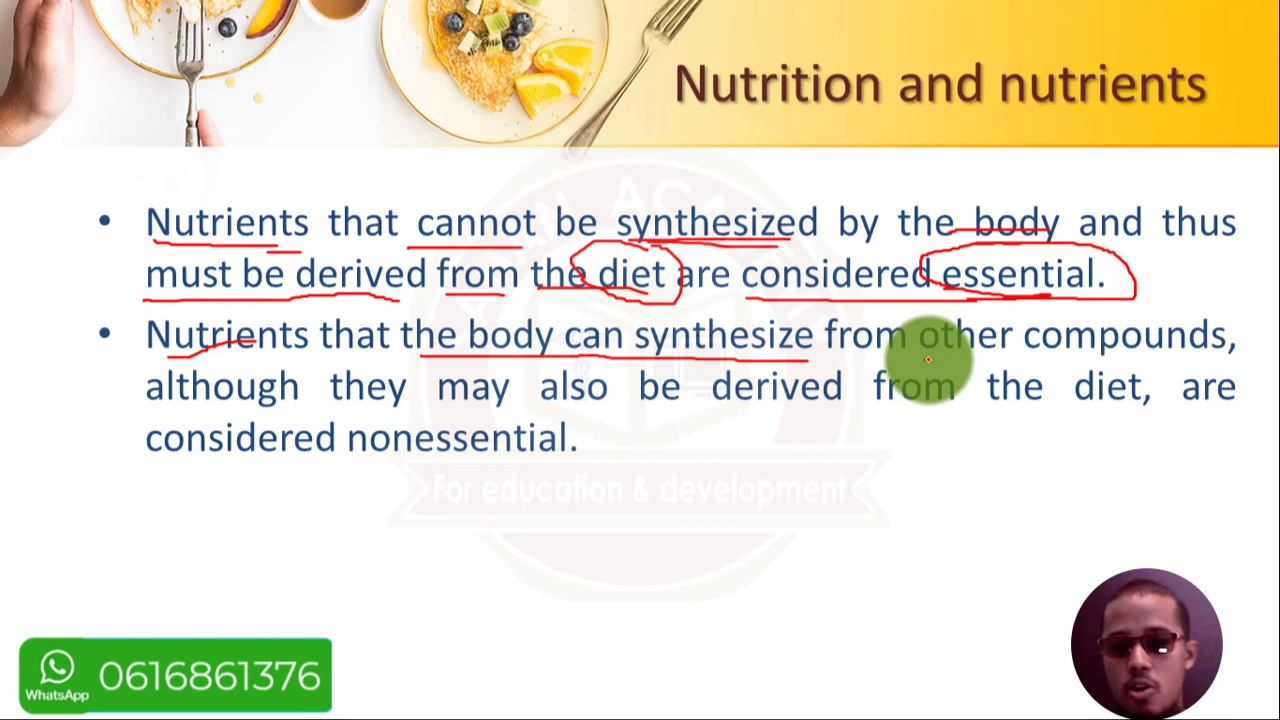 Nutrition and nutrients
• Nutrients that cannot be synthesized by the body and thus
must be derived from the diet are considered essential.
• Nutrients that the body can synthesize from other compounds,
although they may also be derived from the diet, are
considered nonessential.
For education & development
WhatsApp
0616861376